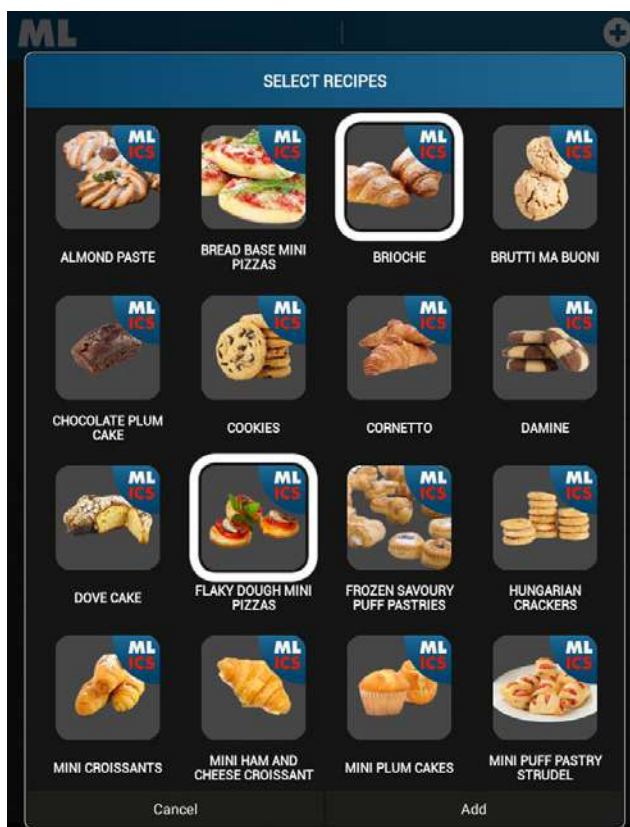 ML
SELECT RECIPES
ML
ICS
ML
ICS
ML
ICS
ML
ICS
ALMOND PASTE
BREAD BASE MINI
PIZZAS
BRIOCHE
BRUTTI MA BUONI
ML
ICS
ML
ICS
ML
ICS
ML
ICS
CHOCOLATE PLUM
CAKE
COOKIES
CORNETTO
DAMINE
ML
ICS
ML
ICS
ML
ICS
ML
ICS
DOVE CAKE
FLAKY DOUGH MINI
PIZZAS
FROZEN SAVOURY
PUFF PASTRIES
HUNGARIAN
CRACKERS
ML
ICS
ML
ICS
ML
ICS
ML
ICS
MINI CROISSANTS
MINI HAM AND
CHEESE CROISSANT
MINI PLUM CAKES
MINI PUFF PASTRY
STRUDEL
Cancel
Add